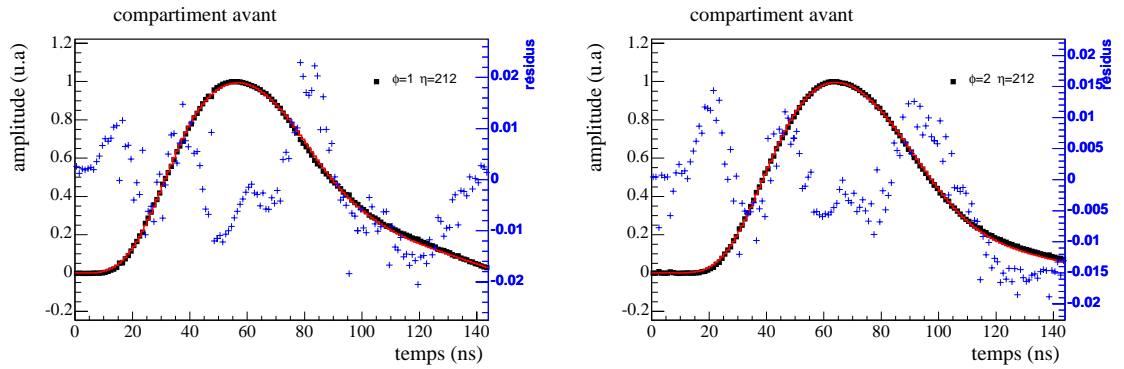 compartiment avant
amplitude (u.a)
1.2
1
0.8
0.6
0.4
0.2
0
-0.2
0 20 40 60 80 100 120 140
temps (ns)
résidus
0.02
0.01
0
-0.01
-0.02
ϕ=1 η=212
compartiment avant
amplitude (u.a)
1.2
1
0.8
0.6
0.4
0.2
0
-0.2
0 20 40 60 80 100 120 140
temps (ns)
résidus
0.02
0.015
0.01
0.005
0
-0.005
-0.01
-0.015
-0.02
ϕ=2 η=212